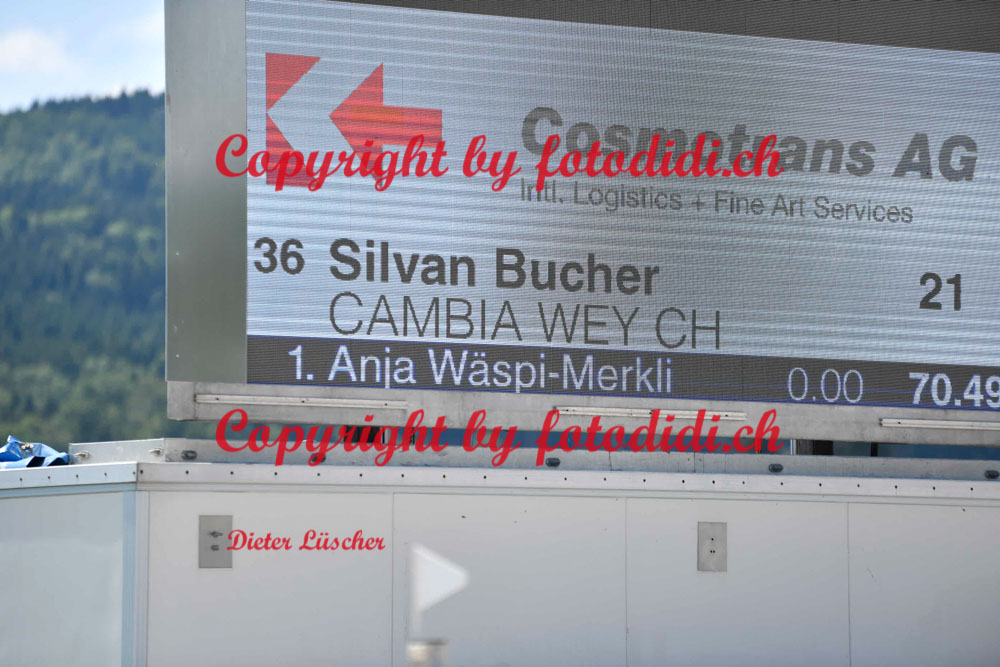 Cosmotrans AG
Copyright by fotodidi.ch
Intl. Logistics + Fine Art Services
36 Silvan Bucher 21
CAMBIA WEY CH
1. Anja Wäspi-Merkli 0.00 70.49
Copyright by fotodidi.ch
Dieter Lüscher